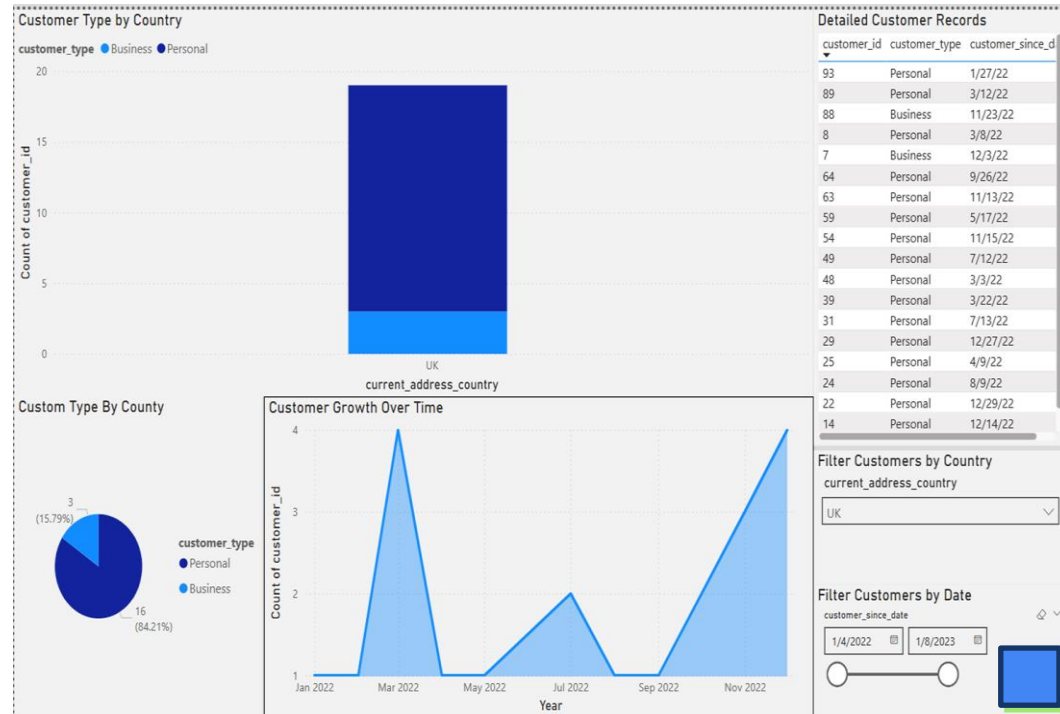 Customer Type by Country
customer_type Business Personal
20
15
10
5
0
Count of customer_id
UK
current_address_country
Detailed Customer Records
customer_id customer_type customer_since_d
93 Personal 1/27/22
89 Personal 3/12/22
88 Business 11/23/22
8 Personal 3/8/22
7 Business 12/3/22
64 Personal 9/26/22
63 Personal 11/13/22
59 Personal 5/17/22
54 Personal 11/15/22
49 Personal 7/12/22
48 Personal 3/3/22
39 Personal 3/22/22
31 Personal 7/13/22
29 Personal 12/27/22
25 Personal 4/9/22
24 Personal 8/9/22
22 Personal 12/29/22
14 Personal 12/14/22
Custom Type By County
3
(15.79%)
16
(84.21%)
customer_type
Personal
Business
Customer Growth Over Time
4
3
2
1
Count of customer_id
Jan 2022 Mar 2022 May 2022 Jul 2022 Sep 2022 Nov 2022
Year
Filter Customers by Country
current_address_country
UK
Filter Customers by Date
customer_since_date
1/4/2022 1/8/2023